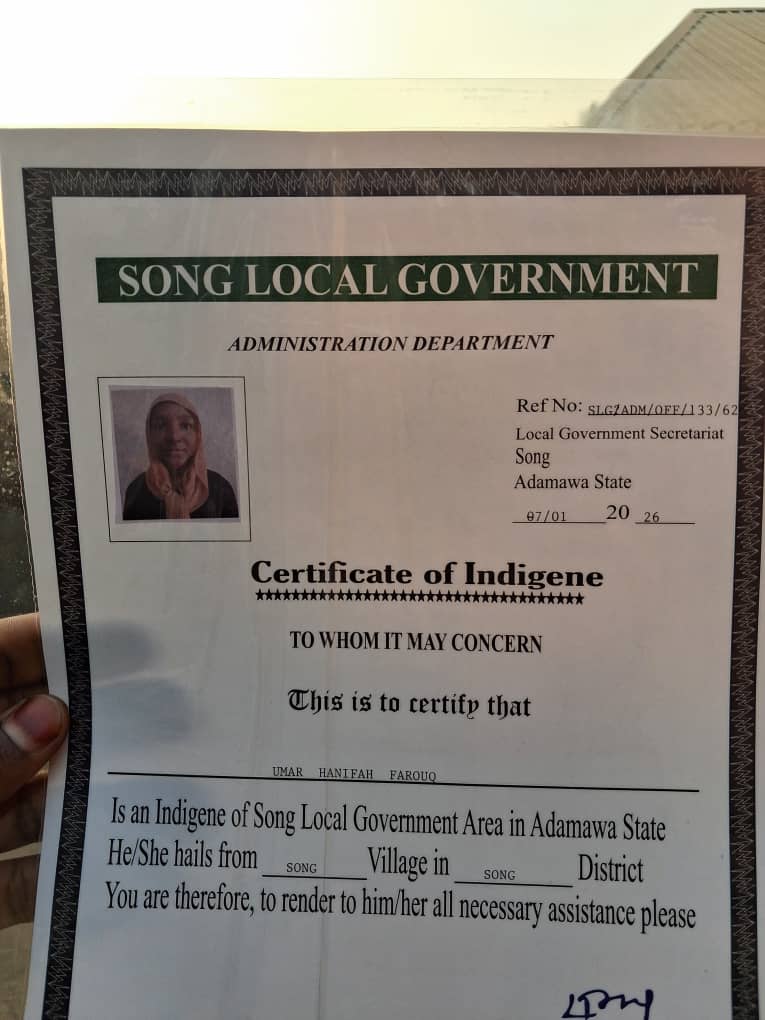 SONG LOCAL GOVERNMENT
ADMINISTRATION DEPARTMENT
Ref No: SLG/ADM/OFF/133/62
Local Government Secretariat
Song
Adamawa State
07/01 20 26
Certificate of Indigene
************************************
TO WHOM IT MAY CONCERN
This is to certify that
UMAR HANIFAH FAROUQ
Is an Indigene of Song Local Government Area in Adamawa State
He/She hails from SONG Village in SONG District
You are therefore, to render to him/her all necessary assistance please